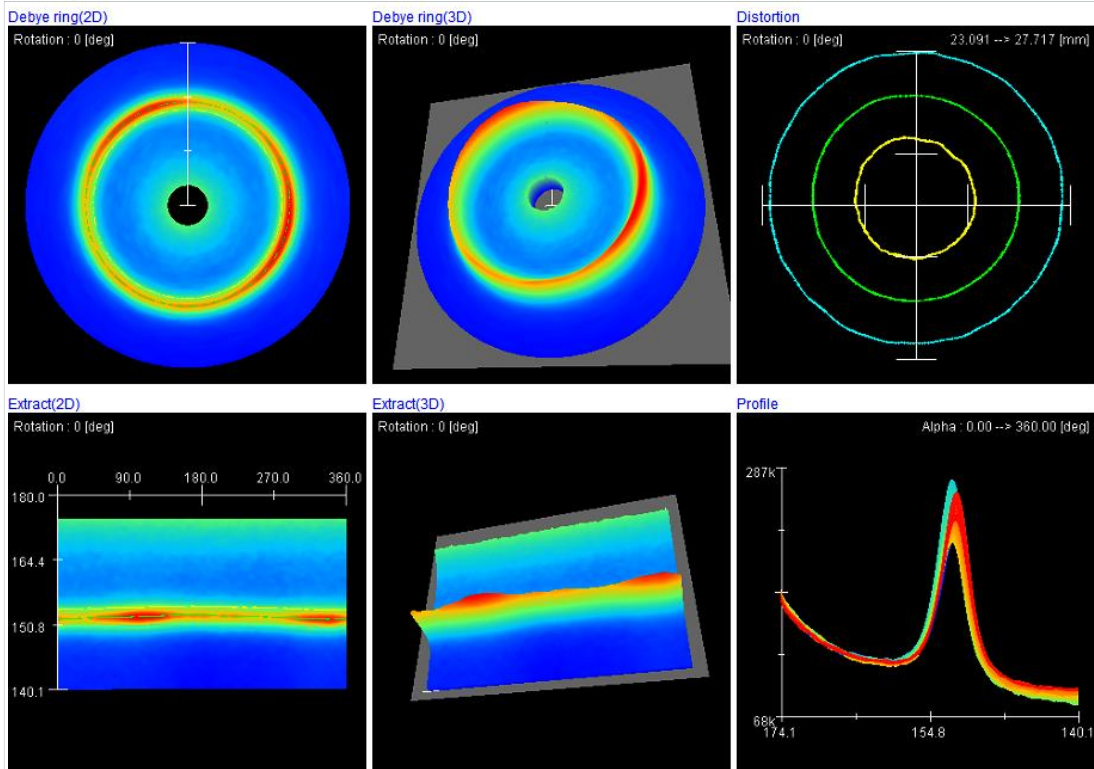 Debye ring(2D)
Rotation : 0 [deg]
Debye ring(3D)
Rotation : 0 [deg]
Distortion
Rotation : 0 [deg]
23.091 --> 27.717 [mm]
Extract(2D)
Rotation : 0 [deg]
0.0 90.0 180.0 270.0 360.0
180.0
164.4
150.8
140.1
Extract(3D)
Rotation : 0 [deg]
Profile
Alpha : 0.00 --> 360.00 [deg]
287k
68k
174.1 154.8 140.1